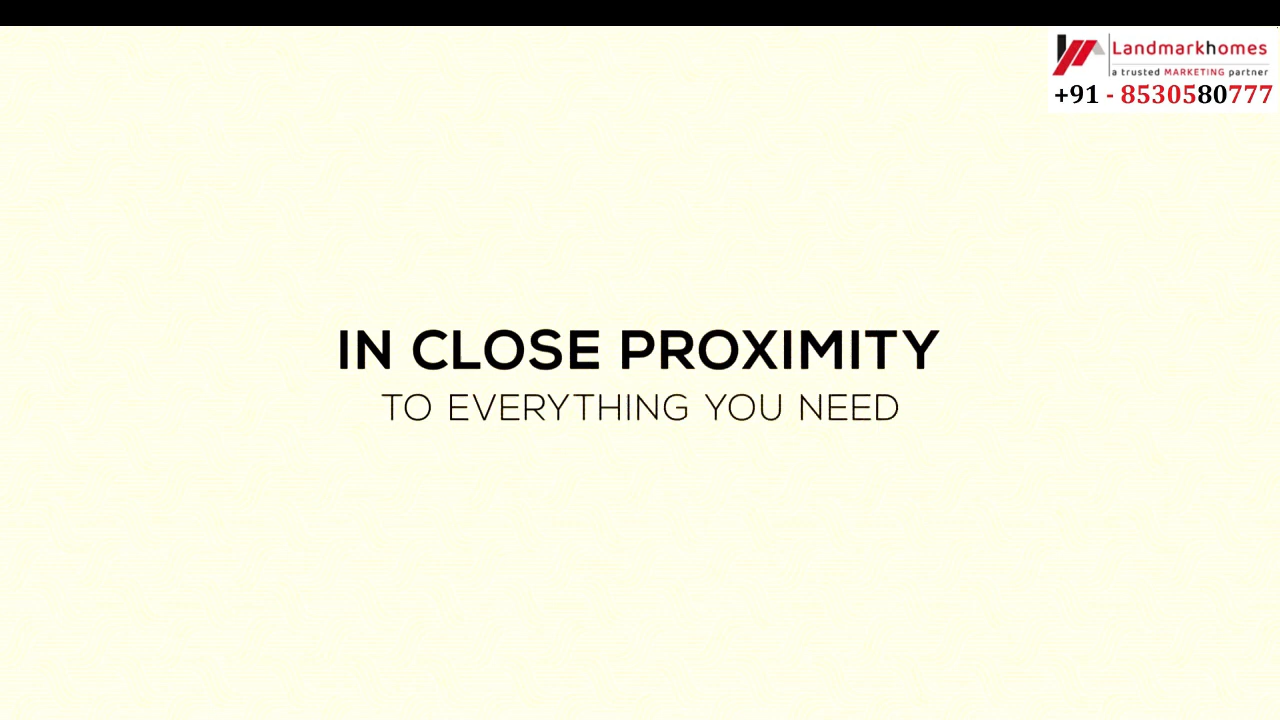 Landmarkhomes
a trusted MARKETING partner
+91 - 8530580777
IN CLOSE PROXIMITY
TO EVERYTHING YOU NEED